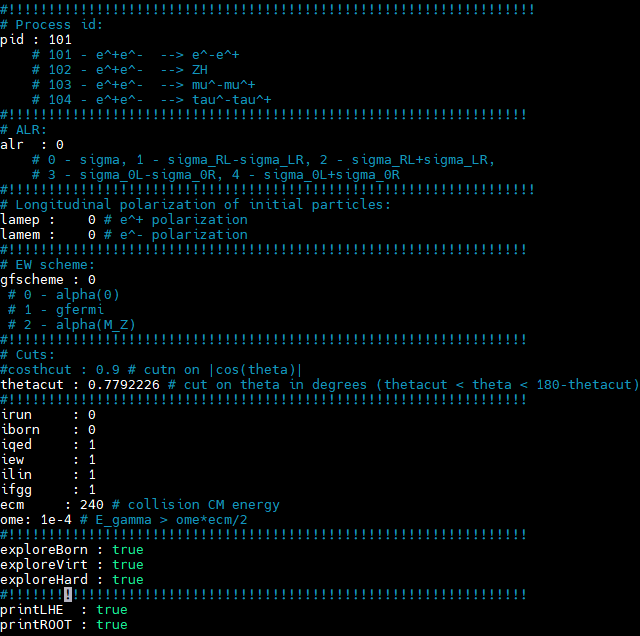 #!!!!!!!!!!!!!!!!!!!!!!!!!!!!!!!!!!!!!!!!!!!!!!!!!!!!!!!!!!!!!!!!!
# Process id:
pid : 101
    # 101 - e^+e^-  --> e^-e^+
    # 102 - e^+e^-  --> ZH
    # 103 - e^+e^-  --> mu^-mu^+
    # 104 - e^+e^-  --> tau^-tau^+
#!!!!!!!!!!!!!!!!!!!!!!!!!!!!!!!!!!!!!!!!!!!!!!!!!!!!!!!!!!!!!!!!
# ALR:
alr  : 0
    # 0 - sigma, 1 - sigma_RL-sigma_LR, 2 - sigma_RL+sigma_LR,
    # 3 - sigma_0L-sigma_0R, 4 - sigma_0L+sigma_0R
#!!!!!!!!!!!!!!!!!!!!!!!!!!!!!!!!!!!!!!!!!!!!!!!!!!!!!!!!!!!!!!!!!
# Longitudinal polarization of initial particles:
lamep :    0 # e^+ polarization
lamem :    0 # e^- polarization
#!!!!!!!!!!!!!!!!!!!!!!!!!!!!!!!!!!!!!!!!!!!!!!!!!!!!!!!!!!!!!!!!
# EW scheme:
gfscheme : 0
 # 0 - alpha(0)
 # 1 - gfermi
 # 2 - alpha(M_Z)
#!!!!!!!!!!!!!!!!!!!!!!!!!!!!!!!!!!!!!!!!!!!!!!!!!!!!!!!!!!!!!!!!
# Cuts:
#costhcut : 0.9 # cutn on |cos(theta)|
thetacut : 0.7792226 # cut on theta in degrees (thetacut < theta < 180-thetacut)
#!!!!!!!!!!!!!!!!!!!!!!!!!!!!!!!!!!!!!!!!!!!!!!!!!!!!!!!!!!!!!!!!
irun     : 0
iborn    : 0
iqed     : 1
iew      : 1
ilin     : 1
ifgg     : 1
ecm     : 240 # collision CM energy
ome: 1e-4 # E_gamma > ome*ecm/2
#!!!!!!!!!!!!!!!!!!!!!!!!!!!!!!!!!!!!!!!!!!!!!!!!!!!!!!!!!!!!!!!!
exploreBorn : true
exploreVirt : true
exploreHard : true
#!!!!!!!!!!!!!!!!!!!!!!!!!!!!!!!!!!!!!!!!!!!!!!!!!!!!!!!!!!!!!!!!
printLHE  : true
printROOT : true